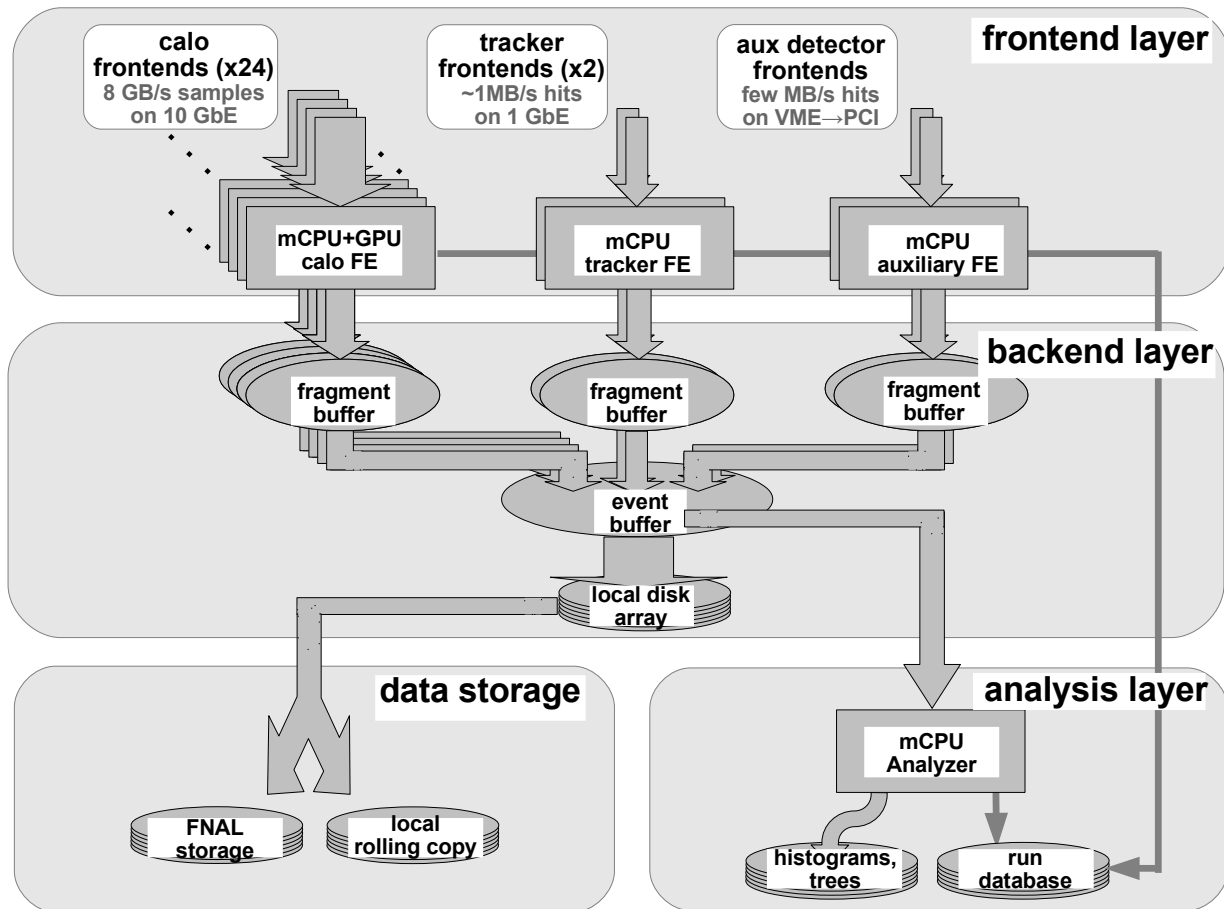 frontend layer
calo
frontends (x24)
8 GB/s samples
on 10 GbE
tracker
frontends (x2)
~1MB/s hits
on 1 GbE
aux detector
frontends
few MB/s hits
on VME→PCI
mCPU+GPU
calo FE
mCPU
tracker FE
mCPU
auxiliary FE
backend layer
fragment
buffer
fragment
buffer
fragment
buffer
event
buffer
local disk
array
data storage
FNAL
storage
local
rolling copy
analysis layer
mCPU
Analyzer
histograms,
trees
run
database